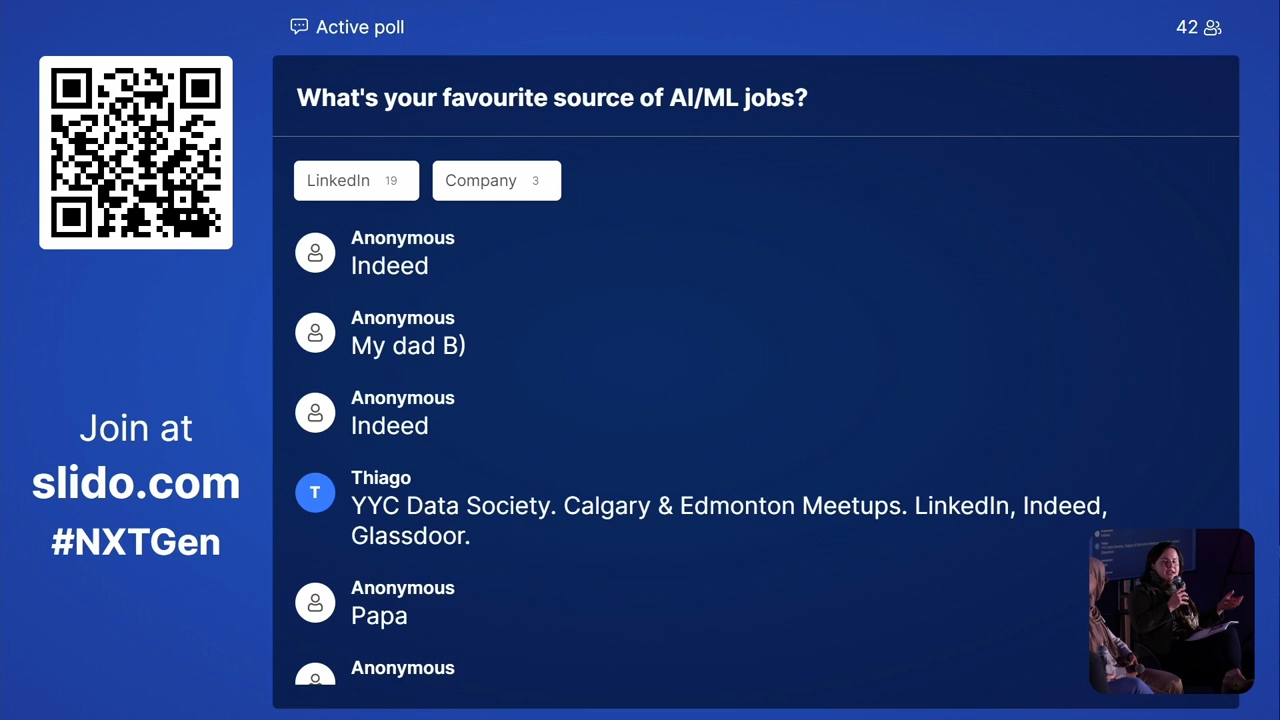 Active poll
42
What's your favourite source of AI/ML jobs?
LinkedIn 19
Company 3
Anonymous
Indeed
Anonymous
My dad B)
Anonymous
Indeed
T
Thiago
YYC Data Society. Calgary & Edmonton Meetups. LinkedIn, Indeed,
Glassdoor.
Anonymous
Papa
Anonymous
Join at
slido.com
#NXTGen